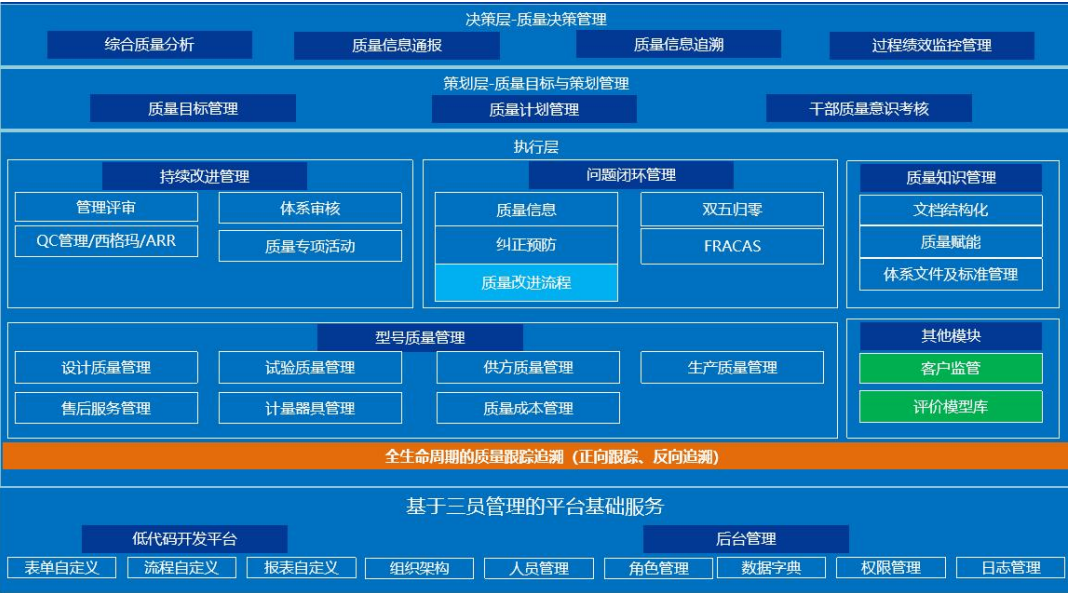 决策层-质量决策管理
综合质量分析
质量信息通报
质量信息追溯
过程绩效监控管理
策划层-质量目标与策划管理
质量目标管理
质量计划管理
干部质量意识考核
执行层
持续改进管理
管理评审
体系审核
QC管理/西格玛/ARR
质量专项活动
问题闭环管理
质量信息
双五归零
纠正预防
FRACAS
质量改进流程
质量知识管理
文档结构化
质量赋能
体系文件及标准管理
型号质量管理
设计质量管理
试验质量管理
供方质量管理
生产质量管理
售后服务管理
计量器具管理
质量成本管理
其他模块
客户监管
评价模型库
全生命周期的质量跟踪追溯（正向跟踪、反向追溯）
基于三员管理的平台基础服务
低代码开发平台
后台管理
表单自定义
流程自定义
报表自定义
组织架构
人员管理
角色管理
数据字典
权限管理
日志管理